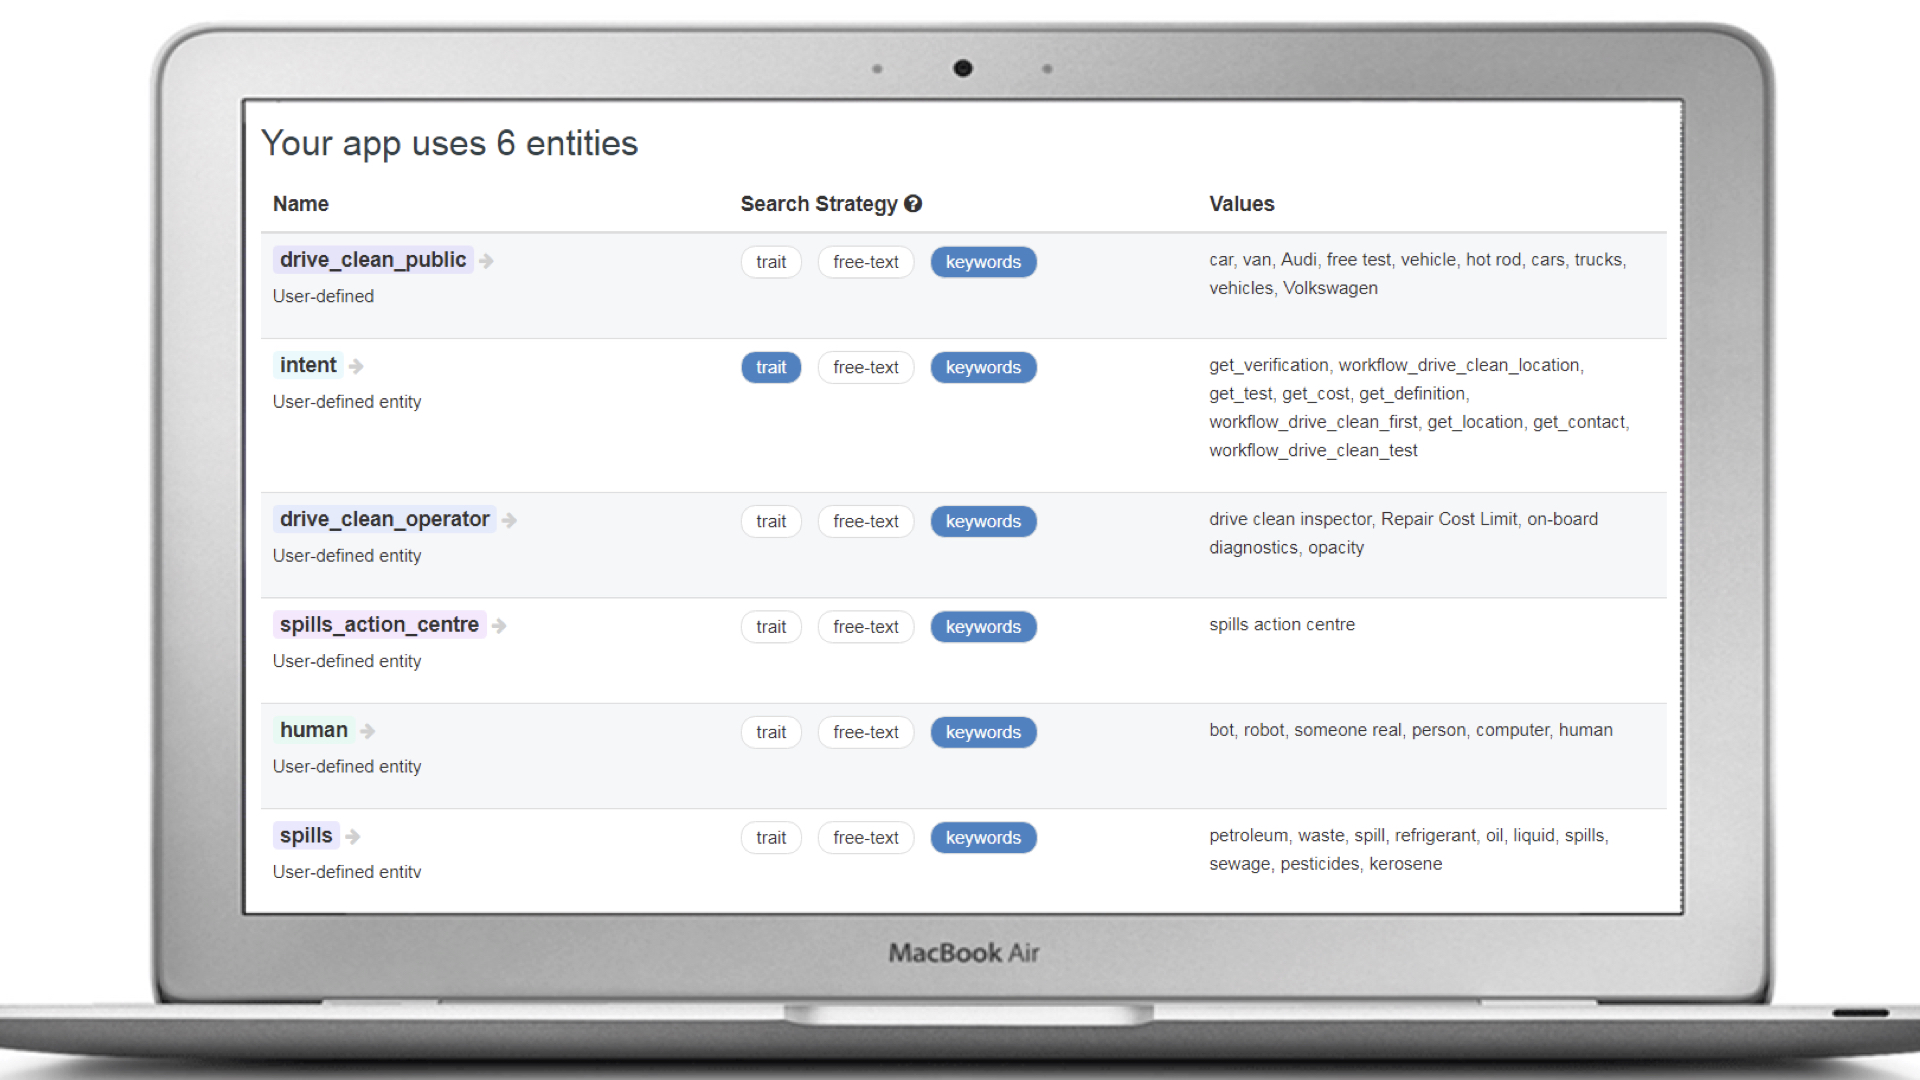 Your app uses 6 entities
Name Search Strategy Values
drive_clean_public trait free-text keywords car, van, Audi, free test, vehicle, hot rod, cars, trucks,
vehicles, Volkswagen
User-defined
intent trait free-text keywords get_verification, workflow_drive_clean_location,
get_test, get_cost, get_definition,
User-defined entity
workflow_drive_clean_first, get_location, get_contact,
workflow_drive_clean_test
drive_clean_operator trait free-text keywords drive clean inspector, Repair Cost Limit, on-board
diagnostics, opacity
User-defined entity
spills_action_centre trait free-text keywords spills action centre
User-defined entity
human trait free-text keywords bot, robot, someone real, person, computer, human
User-defined entity
spills trait free-text keywords petroleum, waste, spill, refrigerant, oil, liquid, spills,
sewage, pesticides, kerosene
User-defined entity
MacBook Air